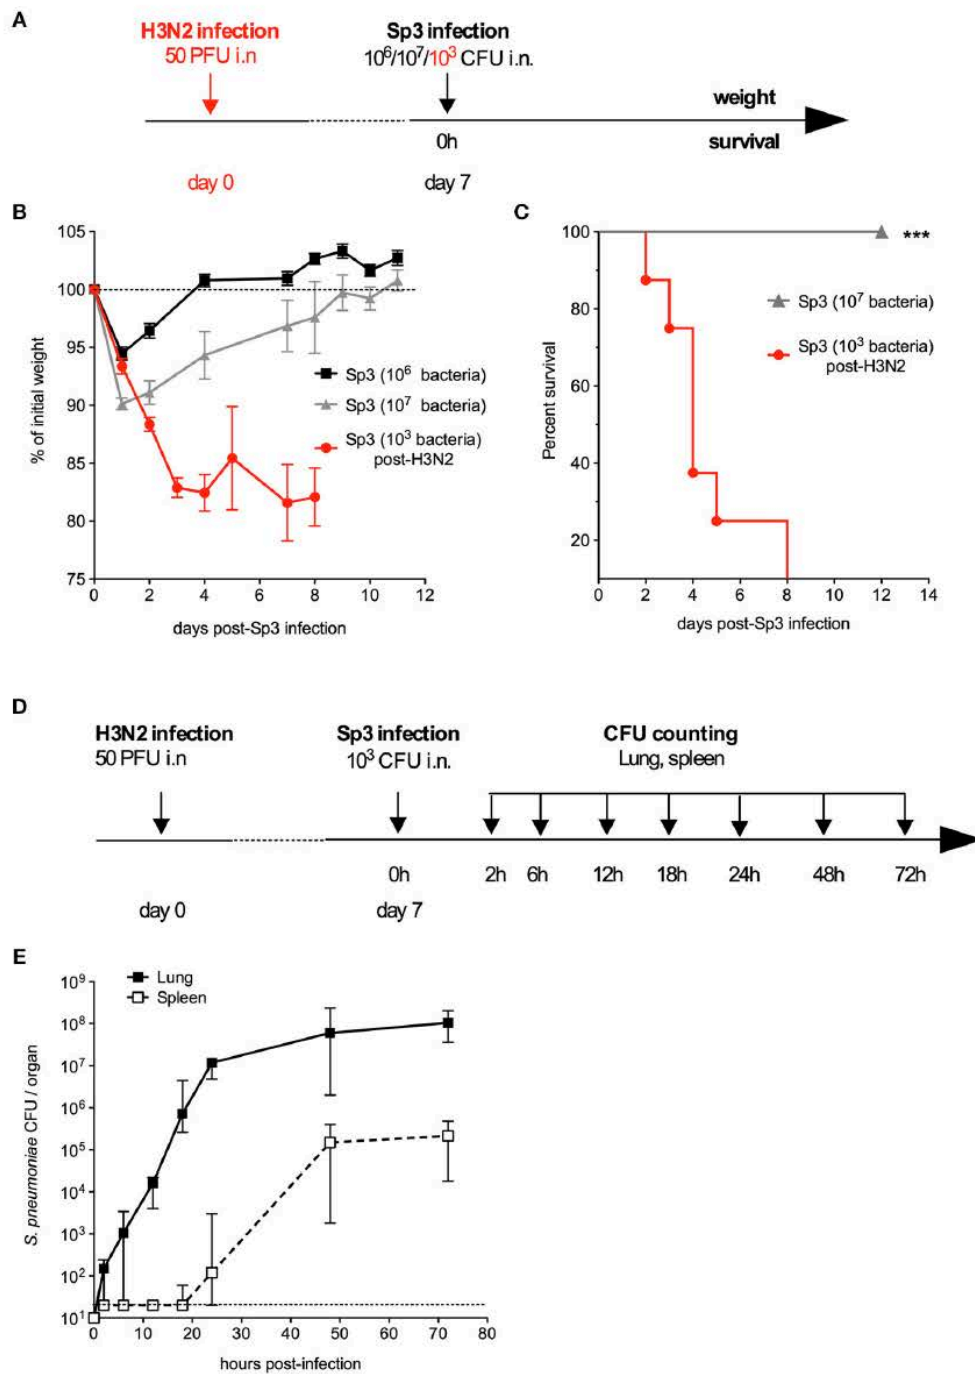 A
H3N2 infection
50 PFU i.n
Sp3 infection
10⁶/10⁷/10³ CFU i.n.
weight
0h
survival
day 0
day 7
B
105
100
95
90
85
80
75
% of initial weight
Sp3 (10⁶ bacteria)
Sp3 (10⁷ bacteria)
Sp3 (10³ bacteria)
post-H3N2
0 2 4 6 8 10 12
days post-Sp3 infection
C
100
80
60
40
20
Percent survival
***
Sp3 (10⁷ bacteria)
Sp3 (10³ bacteria)
post-H3N2
0 2 4 6 8 10 12 14
days post-Sp3 infection
D
H3N2 infection
50 PFU i.n
Sp3 infection
10³ CFU i.n.
CFU counting
Lung, spleen
0h 2h 6h 12h 18h 24h 48h 72h
day 0
day 7
E
Lung
Spleen
10⁹
10⁸
10⁷
10⁶
10⁵
10⁴
10³
10²
10¹
S. pneumoniae CFU / organ
0 10 20 30 40 50 60 70 80
hours post-infection